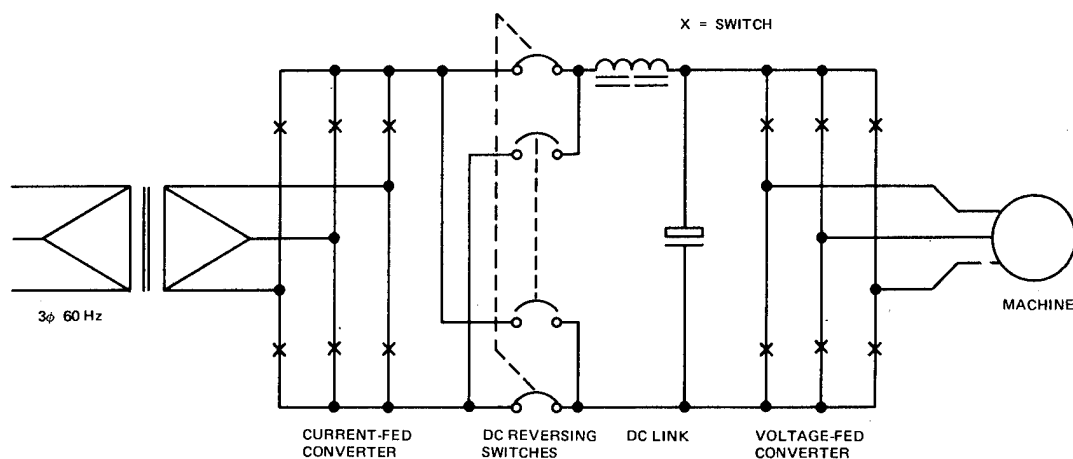 X = SWITCH
3ϕ 60 Hz
MACHINE
CURRENT-FED
CONVERTER
DC REVERSING
SWITCHES
DC LINK
VOLTAGE-FED
CONVERTER